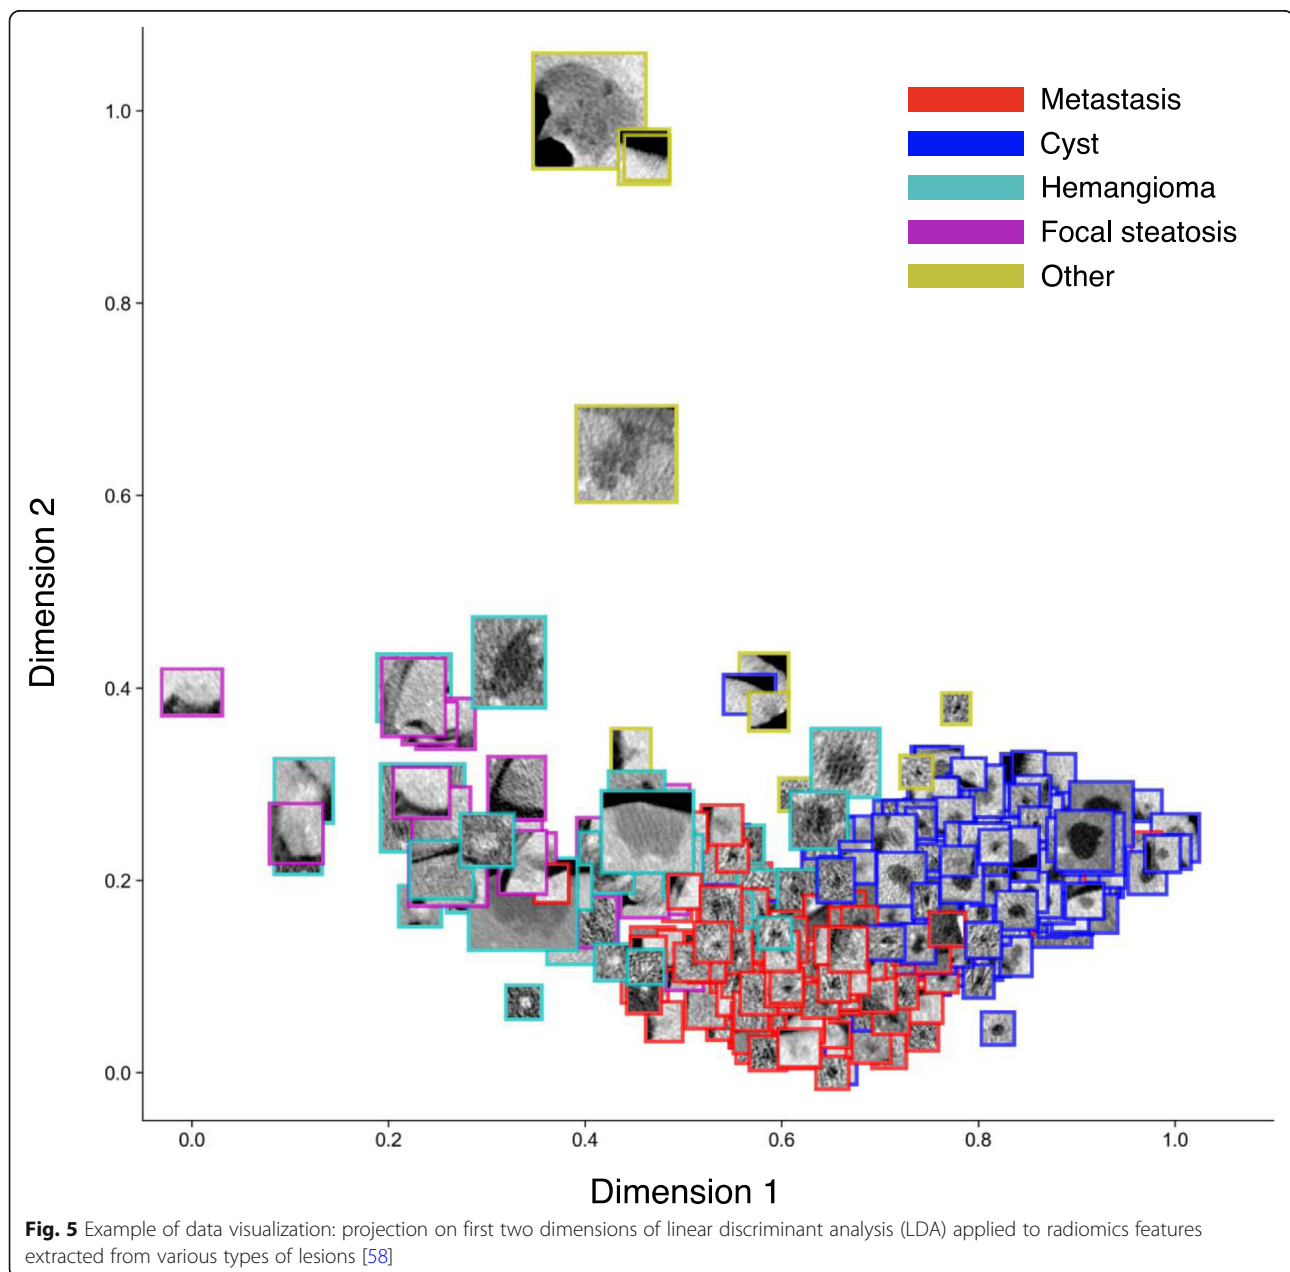 Metastasis
Cyst
Hemangioma
Focal steatosis
Other
1.0
0.8
0.6
0.4
0.2
0.0
Dimension 2
0.0 0.2 0.4 0.6 0.8 1.0
Dimension 1
Fig. 5 Example of data visualization: projection on first two dimensions of linear discriminant analysis (LDA) applied to radiomics features
extracted from various types of lesions [58]